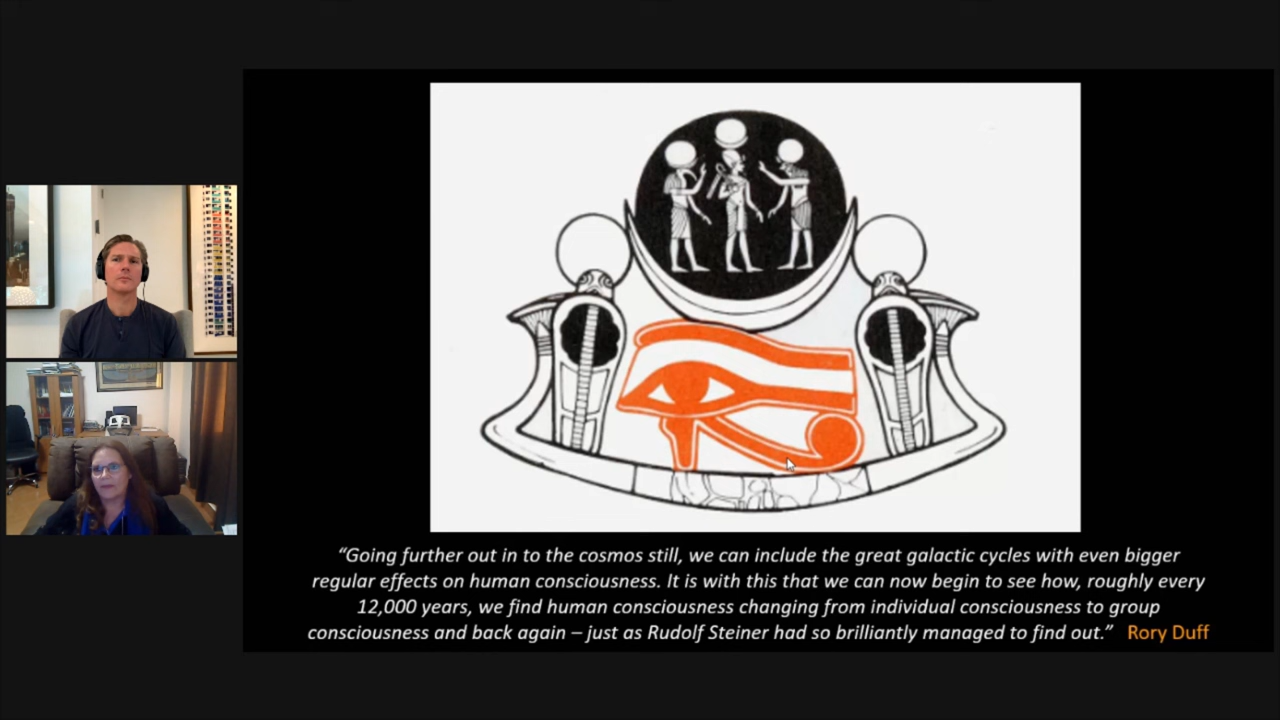 “Going further out in to the cosmos still, we can include the great galactic cycles with even bigger
regular effects on human consciousness. It is with this that we can now begin to see how, roughly every
12,000 years, we find human consciousness changing from individual consciousness to group
consciousness and back again – just as Rudolf Steiner had so brilliantly managed to find out.” Rory Duff